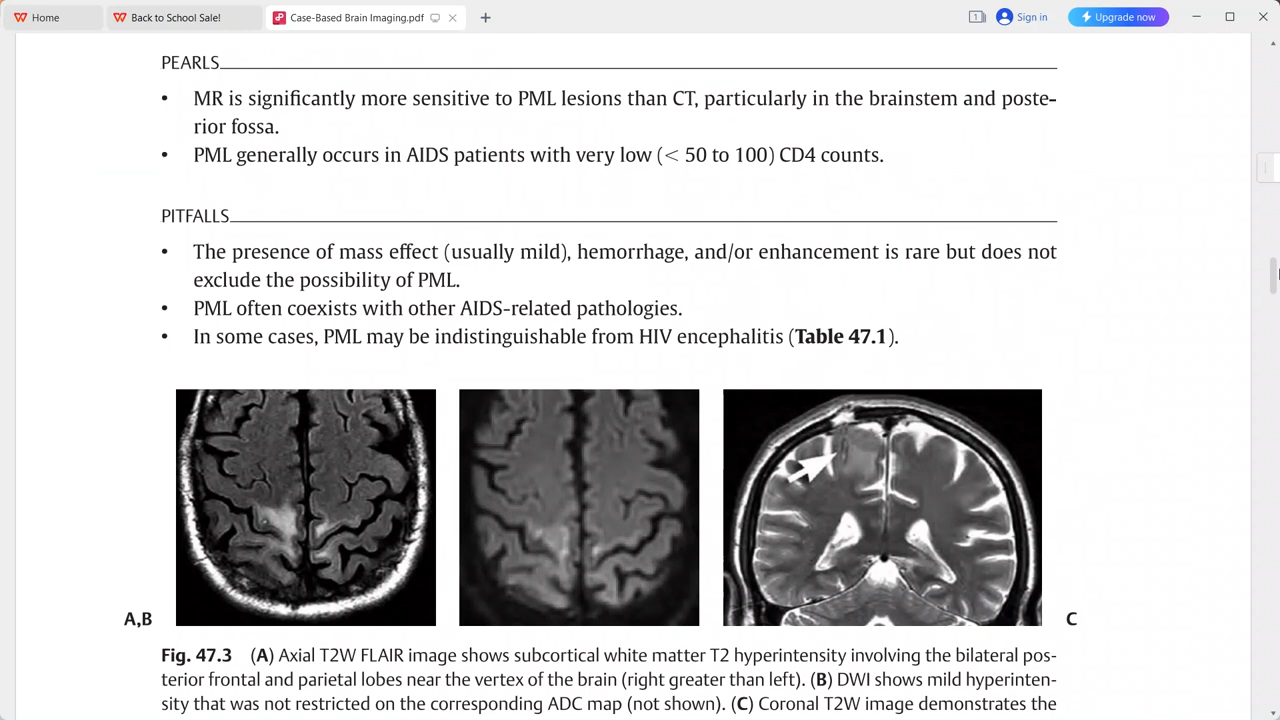 Home
Back to School Sale!
Case-Based Brain Imaging.pdf
1
Sign in
Upgrade now
PEARLS
• MR is significantly more sensitive to PML lesions than CT, particularly in the brainstem and poste-
rior fossa.
• PML generally occurs in AIDS patients with very low (< 50 to 100) CD4 counts.
PITFALLS
• The presence of mass effect (usually mild), hemorrhage, and/or enhancement is rare but does not
exclude the possibility of PML.
• PML often coexists with other AIDS-related pathologies.
• In some cases, PML may be indistinguishable from HIV encephalitis (Table 47.1).
A,B
C
Fig. 47.3 (A) Axial T2W FLAIR image shows subcortical white matter T2 hyperintensity involving the bilateral pos-
terior frontal and parietal lobes near the vertex of the brain (right greater than left). (B) DWI shows mild hyperinten-
sity that was not restricted on the corresponding ADC map (not shown). (C) Coronal T2W image demonstrates the